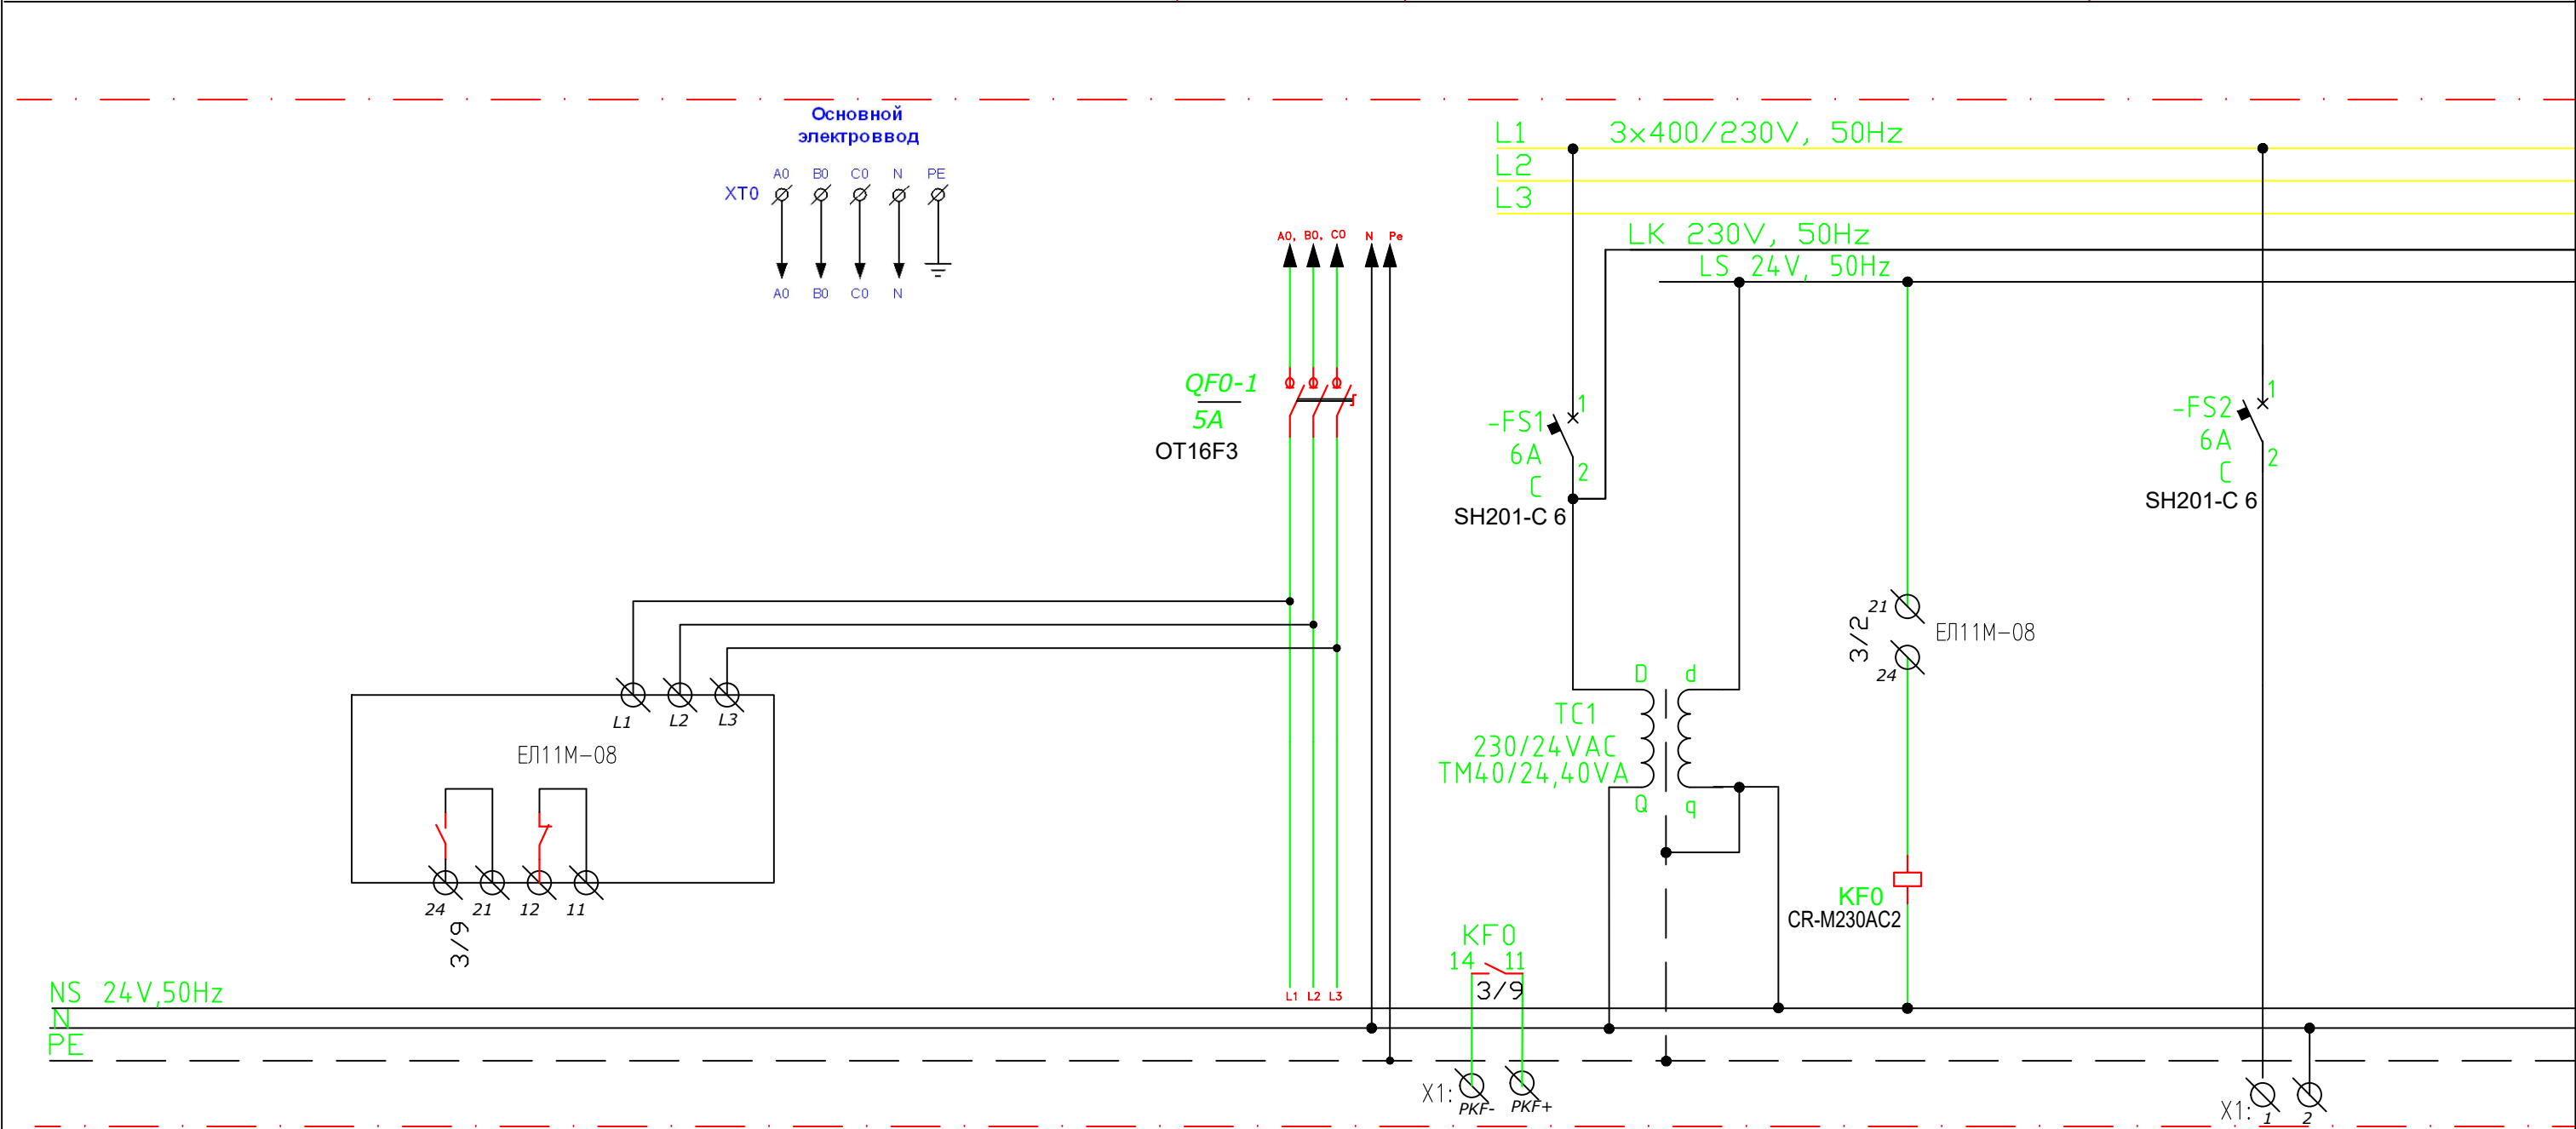 Основной
электроввод
A0 B0 C0 N PE
XT0
A0 B0 C0 N
A0, B0, C0 N Pe
QF0-1
5A
OT16F3
L1 3x400/230V, 50Hz
L2
L3
LK 230V, 50Hz
LS 24V, 50Hz
-FS1
6A
C
1
2
SH201-C 6
-FS2
6A
C
1
2
SH201-C 6
21
3/2
ЕЛ11М-08
24
L1 L2 L3
ЕЛ11М-08
24 21 12 11
3/9
D d
TC1
230/24VAC
TM40/24,40VA
Q q
KF0
CR-M230AC2
KF0
14 11
3/9
L1 L2 L3
NS 24V,50Hz
N
PE
X1: PKF- PKF+
X1: 1 2